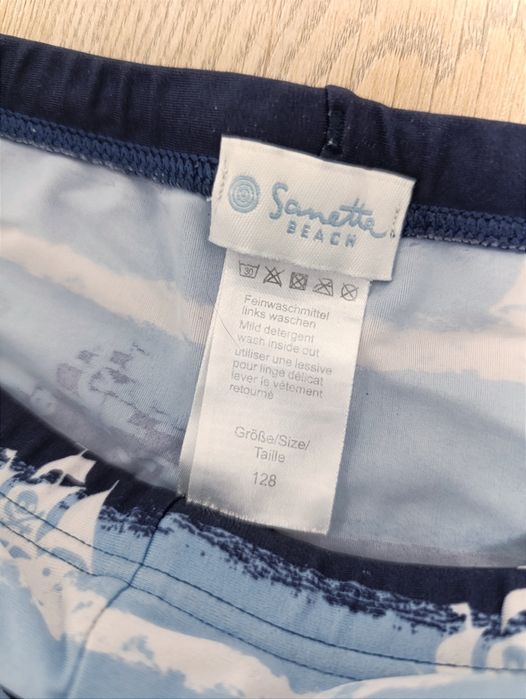 Sanetta
BEACH
30
Feinwaschmittel
links waschen
Mild detergent
wash inside out
utiliser une lessive
pour linge délicat
lever le vêtement
retourné
Größe/Size/
Taille
128